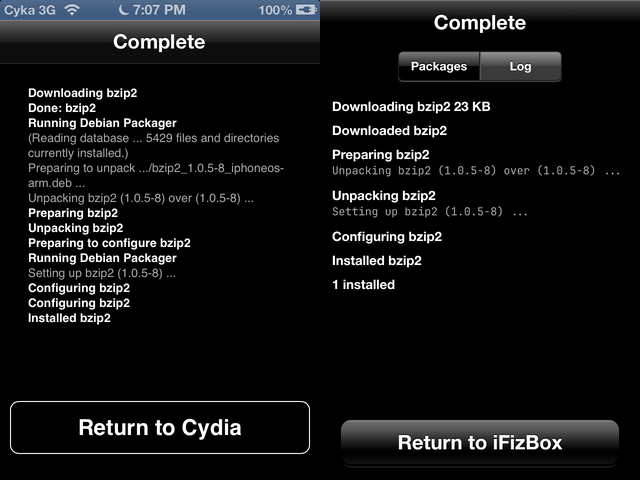 Cyka 3G 7:07 PM 100%
Complete
Downloading bzip2
Done: bzip2
Running Debian Packager
(Reading database ... 5429 files and directories
currently installed.)
Preparing to unpack .../bzip2_1.0.5-8_iphoneos-
arm.deb ...
Unpacking bzip2 (1.0.5-8) over (1.0.5-8) ...
Preparing bzip2
Unpacking bzip2
Preparing to configure bzip2
Running Debian Packager
Setting up bzip2 (1.0.5-8) ...
Configuring bzip2
Configuring bzip2
Installed bzip2
Return to Cydia
Complete
Packages Log
Downloading bzip2 23 KB
Downloaded bzip2
Preparing bzip2
Unpacking bzip2 (1.0.5-8) over (1.0.5-8) ...
Unpacking bzip2
Setting up bzip2 (1.0.5-8) ...
Configuring bzip2
Installed bzip2
1 installed
Return to iFizBox